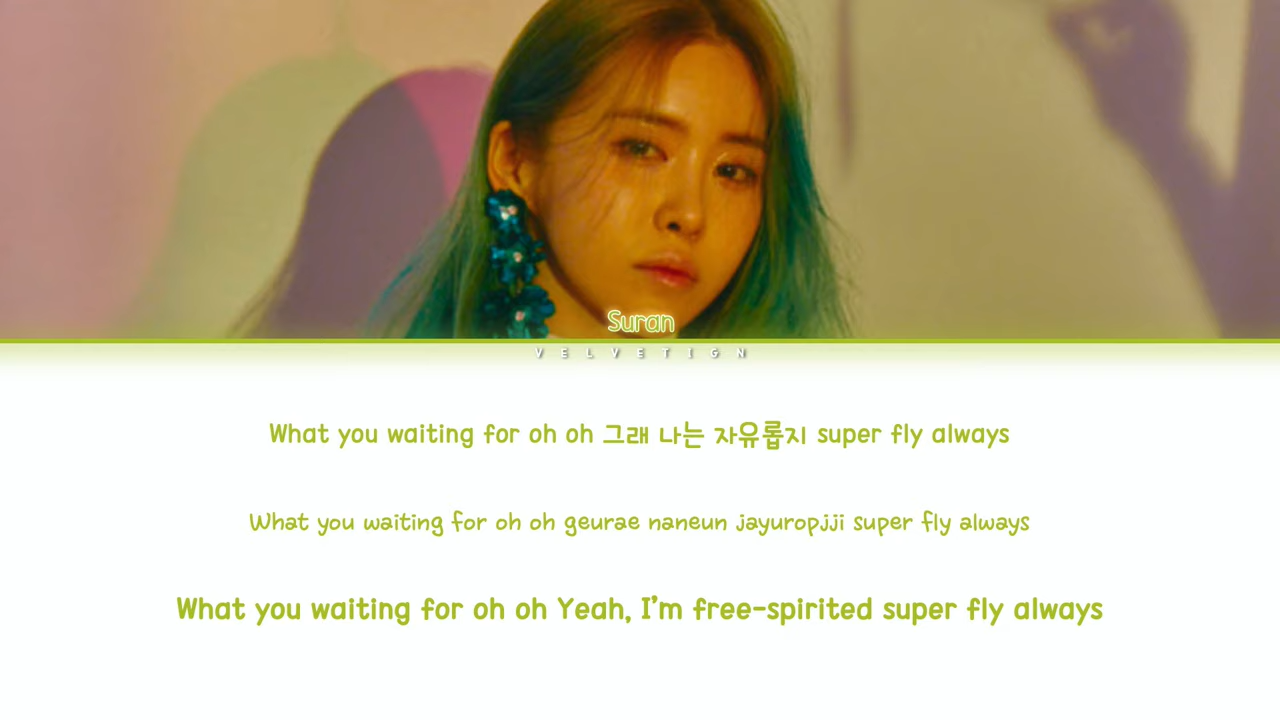 Suran
VELVETIGN
What you waiting for oh oh 그래 나는 자유롭지 super fly always
What you waiting for oh oh geurae naneun jayuropjji super fly always
What you waiting for oh oh Yeah, I'm free-spirited super fly always